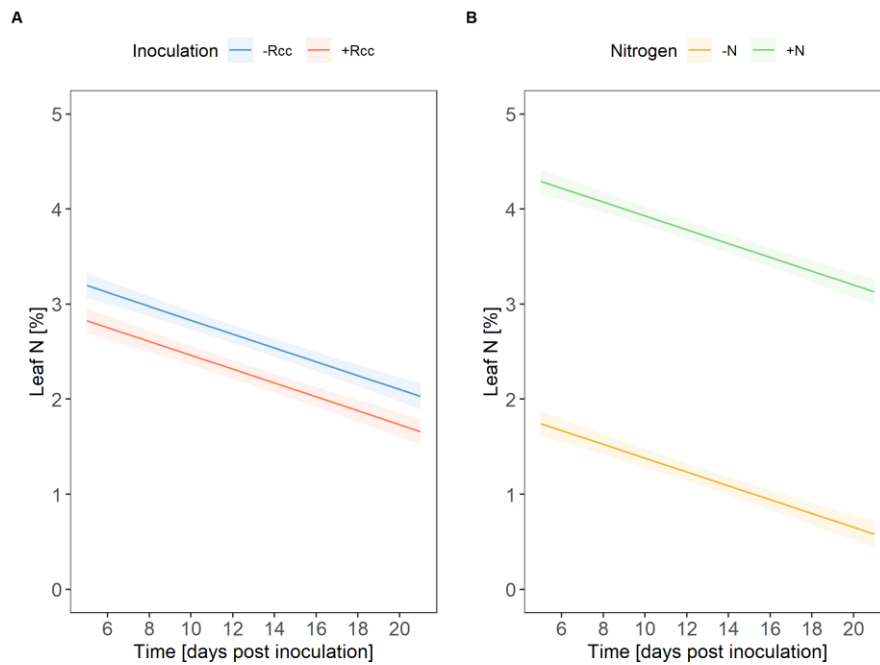 A
Inoculation -Rcc +Rcc
Leaf N [%]
5
4
3
2
1
0
6 8 10 12 14 16 18 20
Time [days post inoculation]
B
Nitrogen -N +N
Leaf N [%]
5
4
3
2
1
0
6 8 10 12 14 16 18 20
Time [days post inoculation]